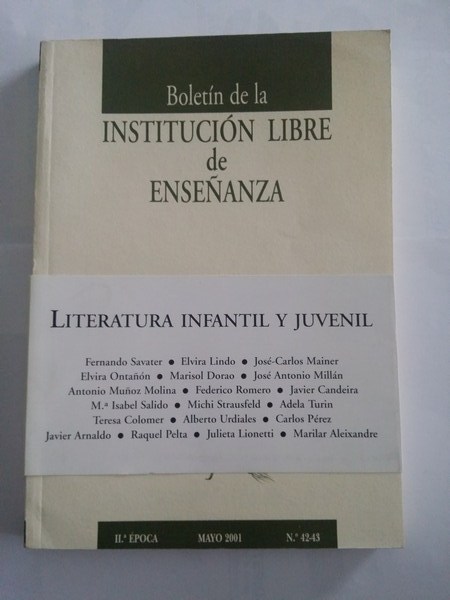 Boletín de la
INSTITUCIÓN LIBRE
de
ENSEÑANZA
LITERATURA INFANTIL Y JUVENIL
Fernando Savater • Elvira Lindo • José-Carlos Mainer
Elvira Ontañón • Marisol Dorao • José Antonio Millán
Antonio Muñoz Molina • Federico Romero • Javier Candeira
M.ª Isabel Salido • Michi Strausfeld • Adela Turin
Teresa Colomer • Alberto Urdiales • Carlos Pérez
Javier Arnaldo • Raquel Pelta • Julieta Lionetti • Marilar Aleixandre
II.ª ÉPOCA MAYO 2001 N.º 42-43